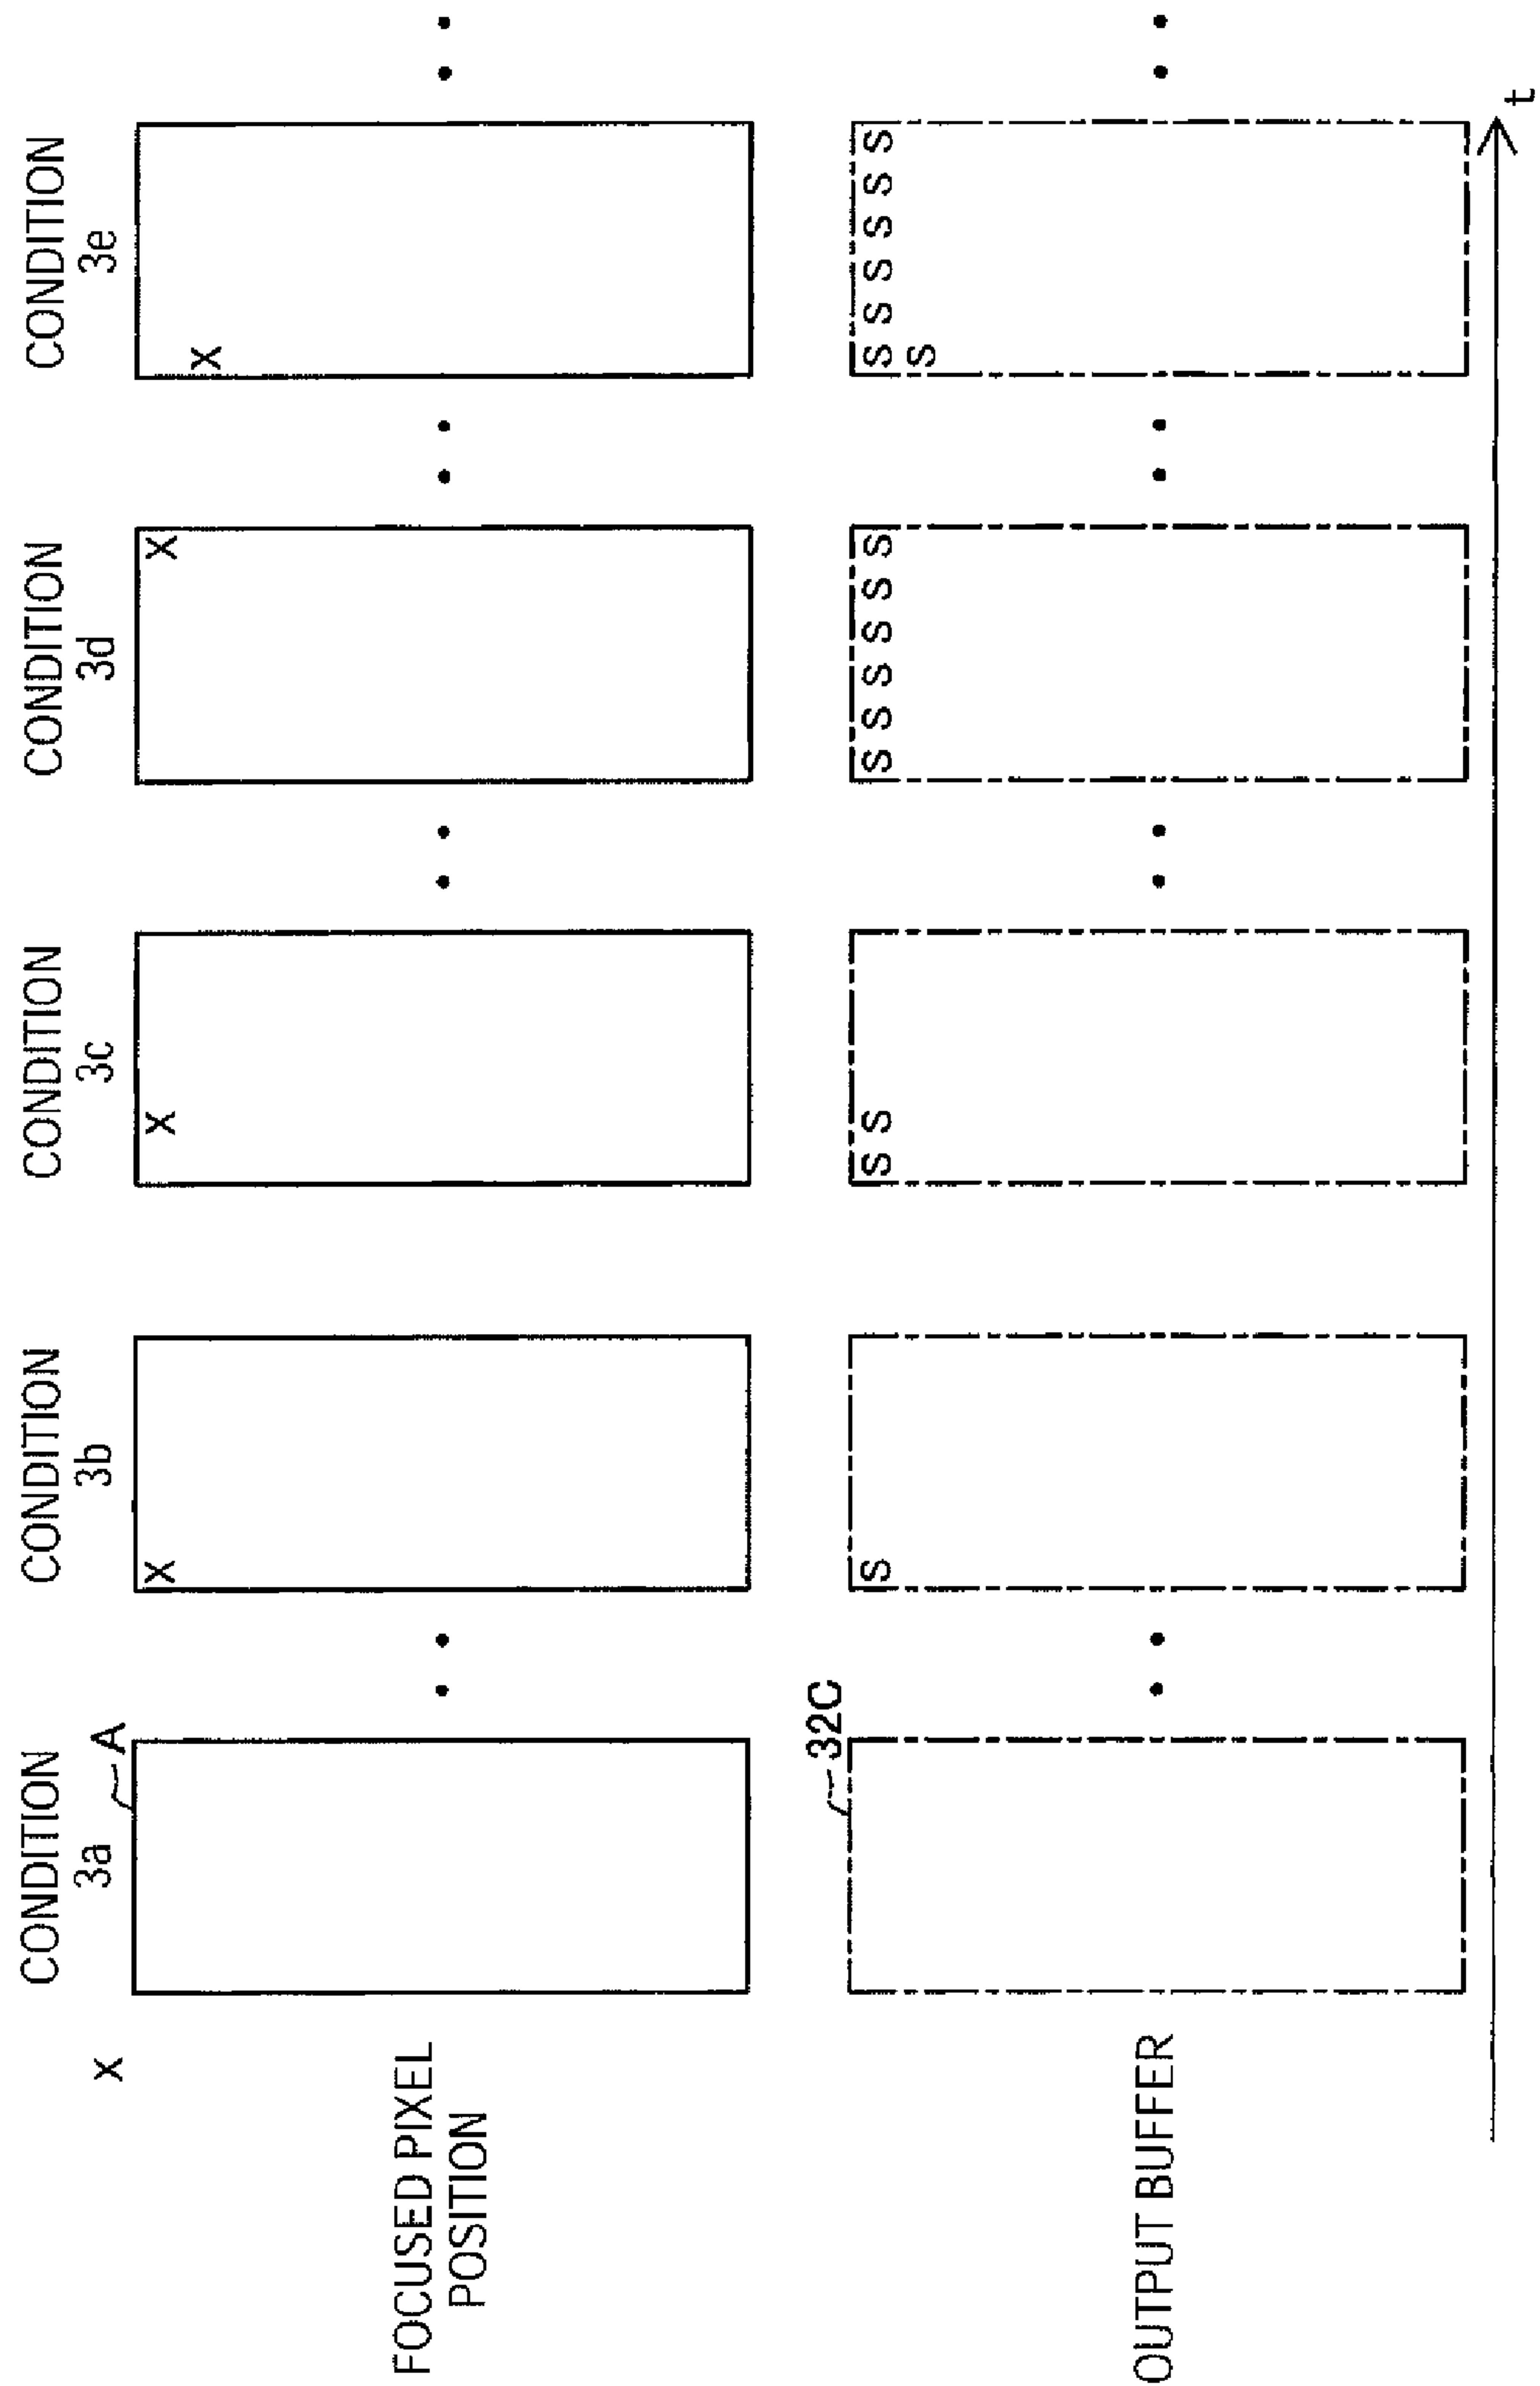 CONDITION
3a
CONDITION
3b
CONDITION
3c
CONDITION
3d
CONDITION
3e
X
A
X
X
X
X
FOCUSED PIXEL
POSITION
32C
S
S S
S S S S S S
S S S S S S
S
OUTPUT BUFFER
t